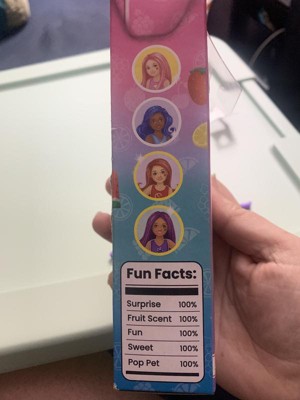 Fun Facts:
Surprise 100%
Fruit Scent 100%
Fun 100%
Sweet 100%
Pop Pet 100%